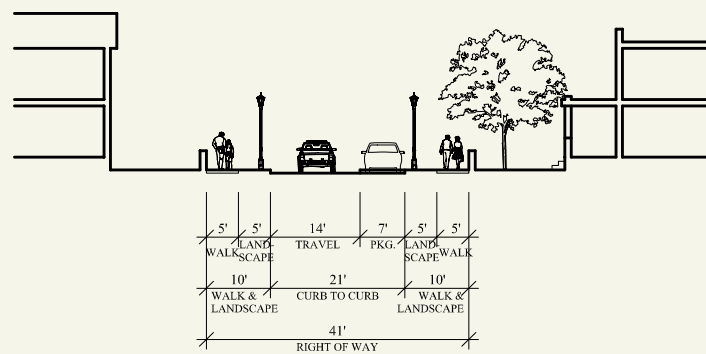 5' 5' 14' 7' 5' 5'
WALK LAND- TRAVEL PKG. LAND- WALK
SCAPE SCAPE
10' 21' 10'
WALK & CURB TO CURB WALK &
LANDSCAPE LANDSCAPE
41'
RIGHT OF WAY